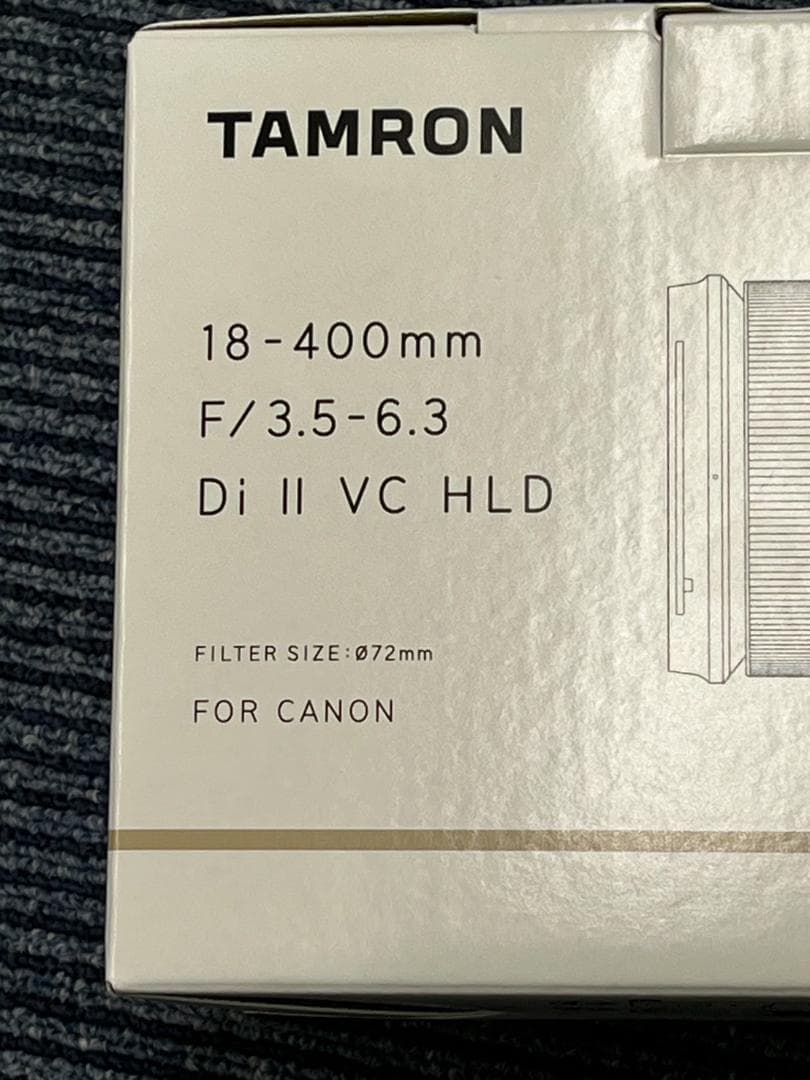 TAMRON
18-400mm
F/3.5-6.3
Di II VC HLD
FILTER SIZE:Ø72mm
FOR CANON